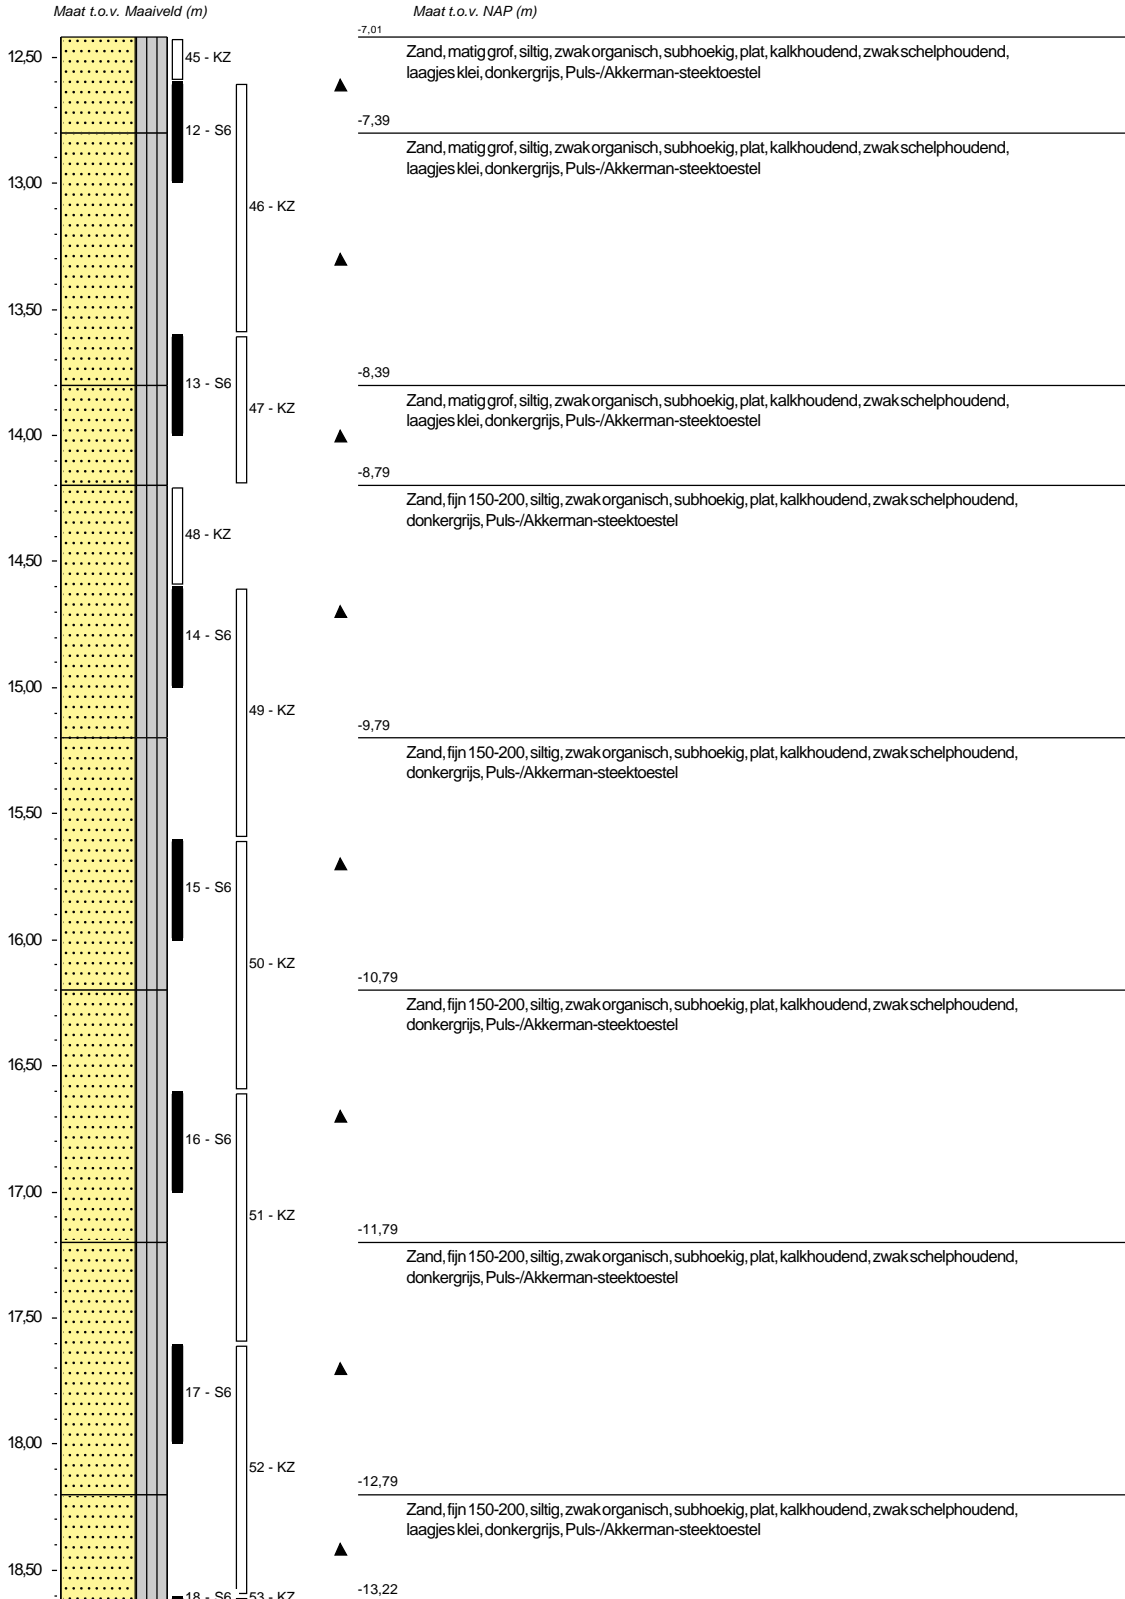 Maat t.o.v. Maaiveld (m)
Maat t.o.v. NAP (m)
-7,01
Zand, matig grof, siltig, zwak organisch, subhoekig, plat, kalkhoudend, zwak schelphoudend,
laagjes klei, donkergrijs, Puls-/Akkerman-steektoestel
12,50
45 - KZ
12 - S6
-7,39
Zand, matig grof, siltig, zwak organisch, subhoekig, plat, kalkhoudend, zwak schelphoudend,
laagjes klei, donkergrijs, Puls-/Akkerman-steektoestel
13,00
46 - KZ
13,50
13 - S6
-8,39
Zand, matig grof, siltig, zwak organisch, subhoekig, plat, kalkhoudend, zwak schelphoudend,
laagjes klei, donkergrijs, Puls-/Akkerman-steektoestel
47 - KZ
14,00
-8,79
Zand, fijn 150-200, siltig, zwak organisch, subhoekig, plat, kalkhoudend, zwak schelphoudend,
donkergrijs, Puls-/Akkerman-steektoestel
48 - KZ
14,50
14 - S6
15,00
49 - KZ
-9,79
Zand, fijn 150-200, siltig, zwak organisch, subhoekig, plat, kalkhoudend, zwak schelphoudend,
donkergrijs, Puls-/Akkerman-steektoestel
15,50
15 - S6
16,00
50 - KZ
-10,79
Zand, fijn 150-200, siltig, zwak organisch, subhoekig, plat, kalkhoudend, zwak schelphoudend,
donkergrijs, Puls-/Akkerman-steektoestel
16,50
16 - S6
17,00
51 - KZ
-11,79
Zand, fijn 150-200, siltig, zwak organisch, subhoekig, plat, kalkhoudend, zwak schelphoudend,
donkergrijs, Puls-/Akkerman-steektoestel
17,50
17 - S6
18,00
52 - KZ
-12,79
Zand, fijn 150-200, siltig, zwak organisch, subhoekig, plat, kalkhoudend, zwak schelphoudend,
laagjes klei, donkergrijs, Puls-/Akkerman-steektoestel
18,50
18 - S6
53 - KZ
-13,22